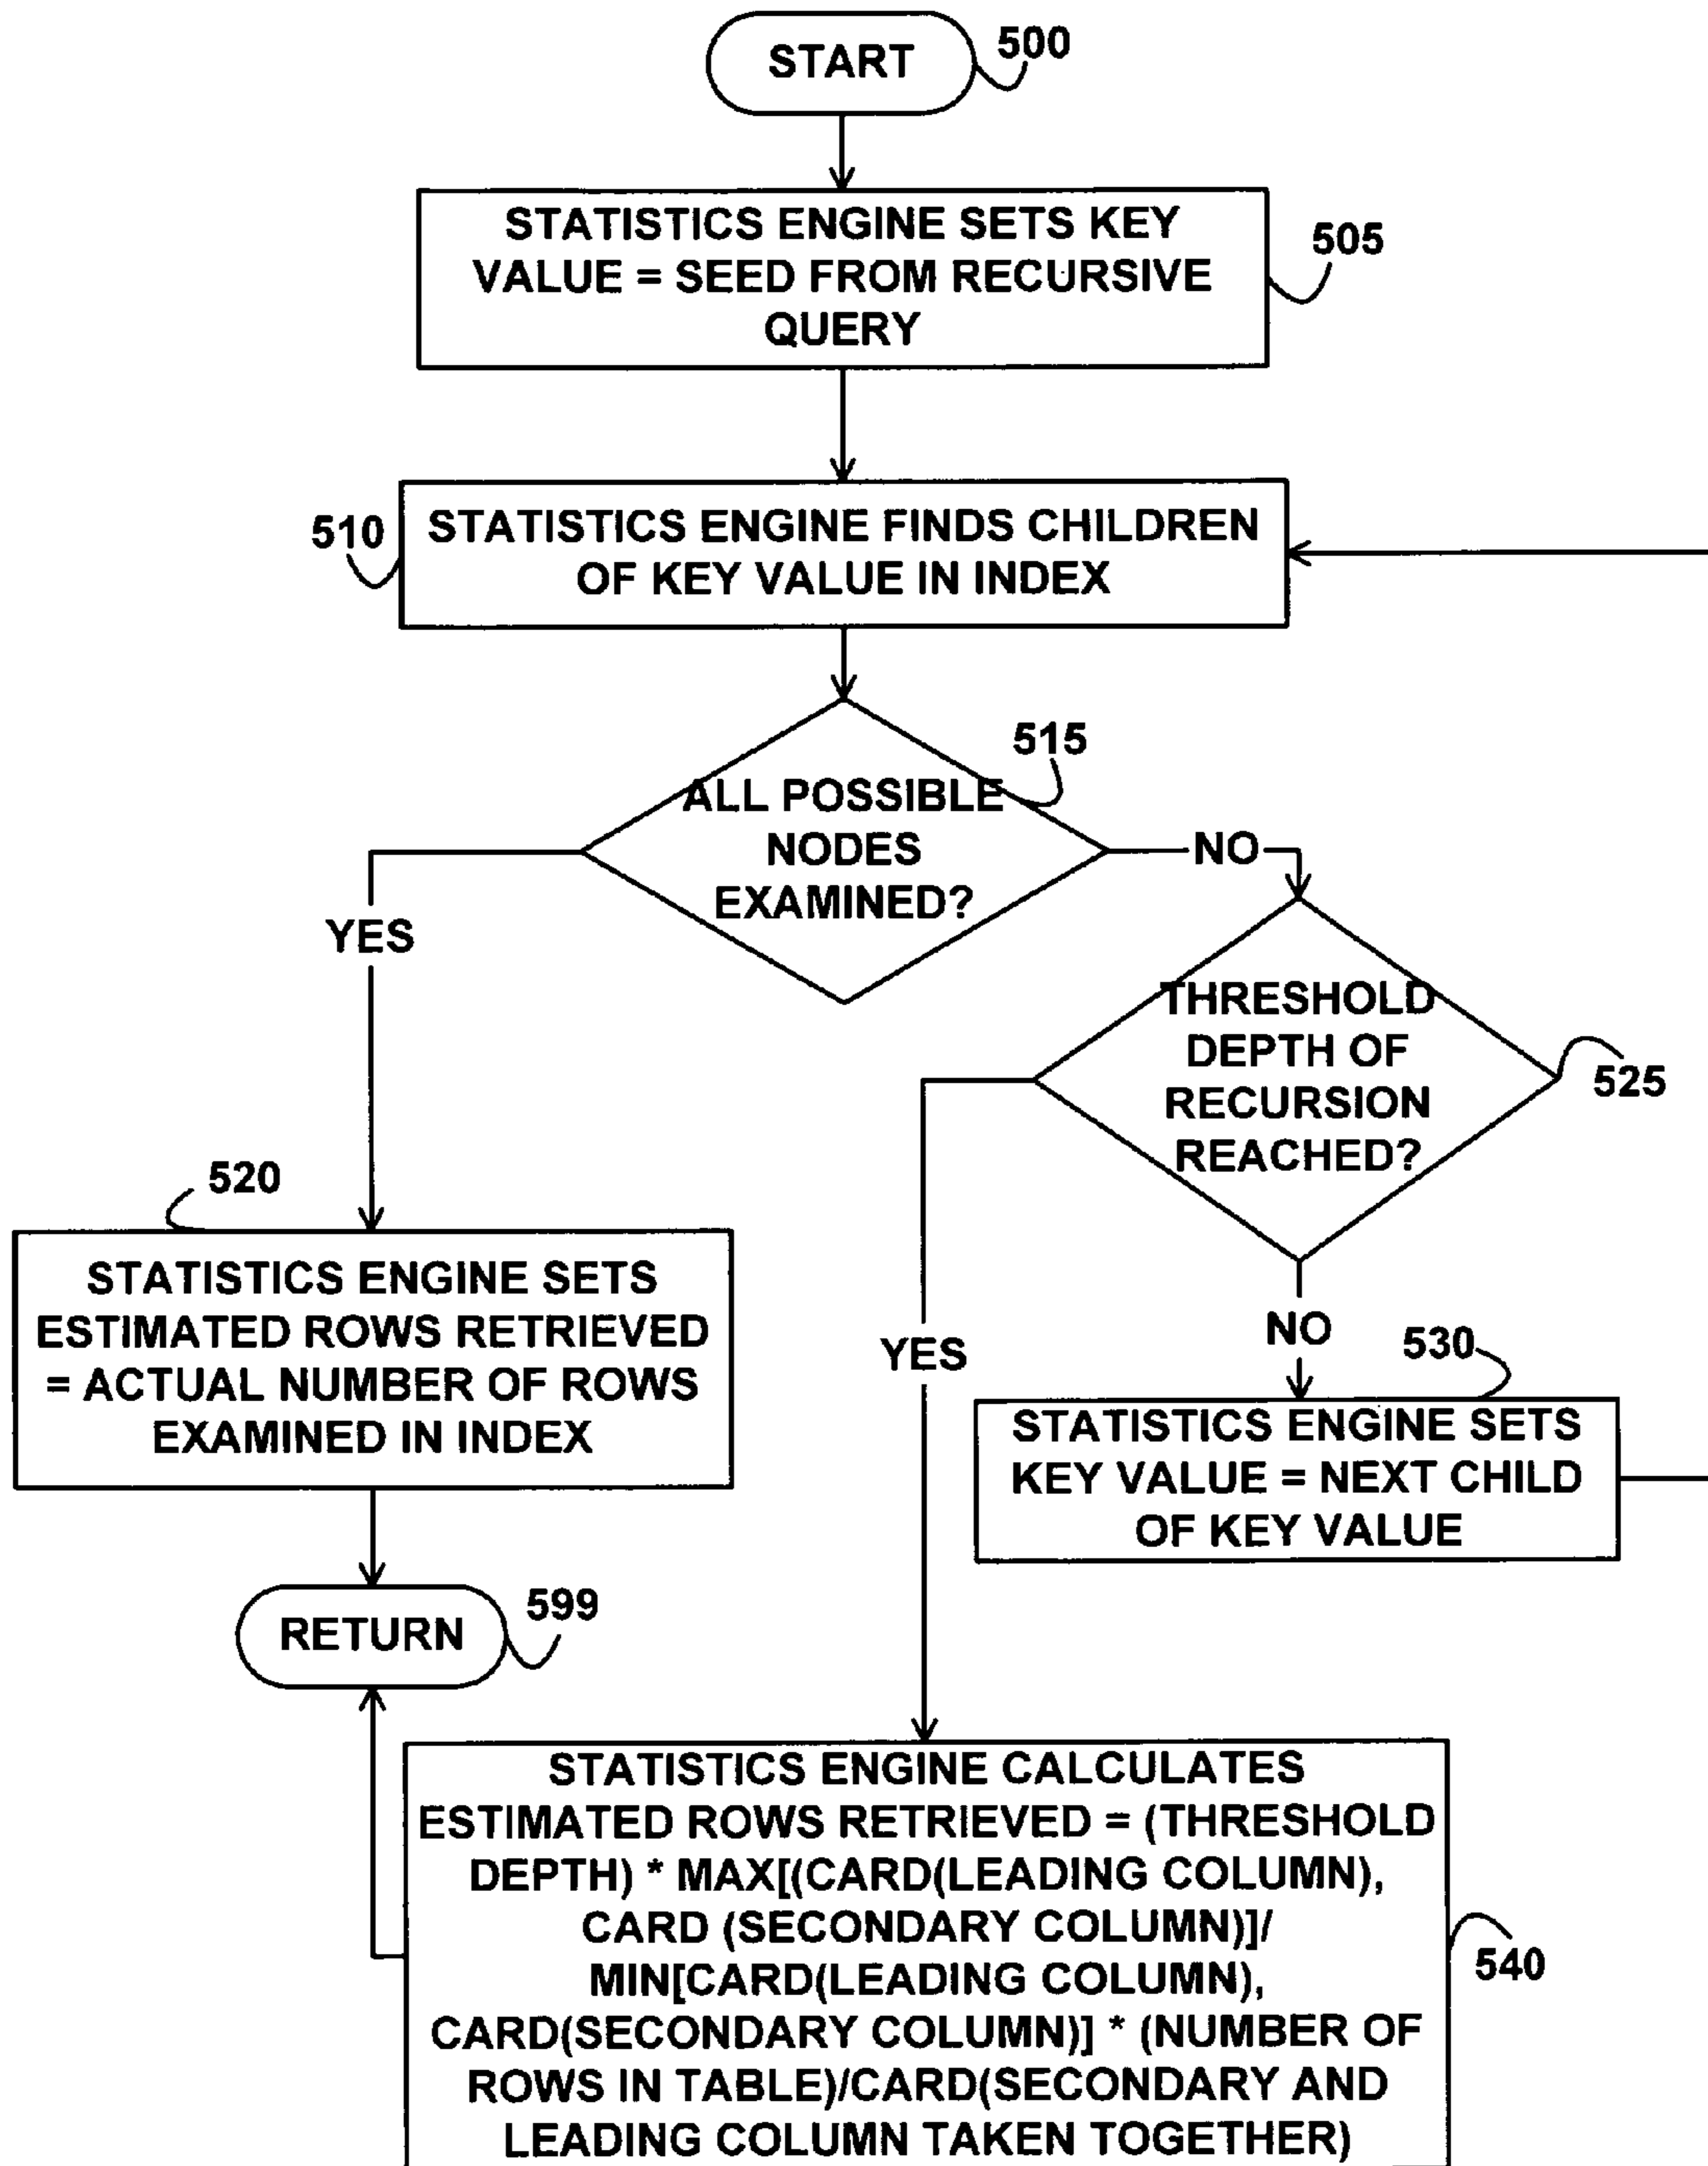 START
500
STATISTICS ENGINE SETS KEY
VALUE = SEED FROM RECURSIVE
QUERY
505
510
STATISTICS ENGINE FINDS CHILDREN
OF KEY VALUE IN INDEX
515
ALL POSSIBLE
NODES
EXAMINED?
NO
YES
THRESHOLD
DEPTH OF
RECURSION
REACHED?
525
520
STATISTICS ENGINE SETS
ESTIMATED ROWS RETRIEVED
= ACTUAL NUMBER OF ROWS
EXAMINED IN INDEX
YES
NO
530
STATISTICS ENGINE SETS
KEY VALUE = NEXT CHILD
OF KEY VALUE
RETURN
599
STATISTICS ENGINE CALCULATES
ESTIMATED ROWS RETRIEVED = (THRESHOLD
DEPTH) * MAX[(CARD(LEADING COLUMN),
CARD (SECONDARY COLUMN)]/
MIN[CARD(LEADING COLUMN),
CARD(SECONDARY COLUMN)] * (NUMBER OF
ROWS IN TABLE)/CARD(SECONDARY AND
LEADING COLUMN TAKEN TOGETHER)
540